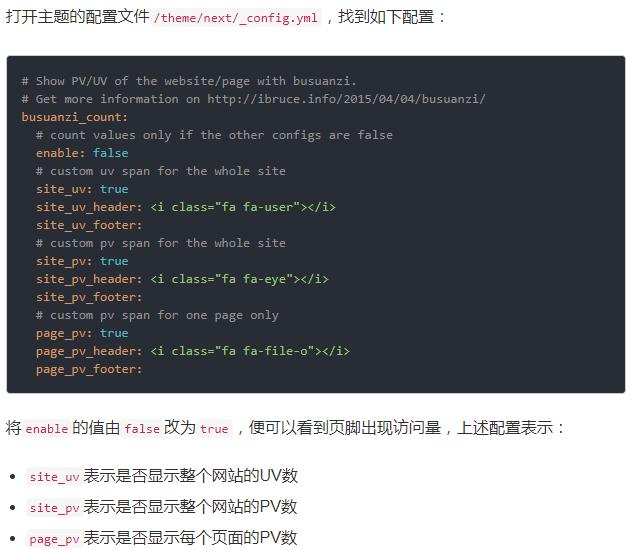 打开主题的配置文件 /theme/next/_config.yml ，找到如下配置：
# Show PV/UV of the website/page with busuanzi.
# Get more information on http://ibruce.info/2015/04/04/busuanzi/
busuanzi_count:
  # count values only if the other configs are false
  enable: false
  # custom uv span for the whole site
  site_uv: true
  site_uv_header: <i class="fa fa-user"></i>
  site_uv_footer:
  # custom pv span for the whole site
  site_pv: true
  site_pv_header: <i class="fa fa-eye"></i>
  site_pv_footer:
  # custom pv span for one page only
  page_pv: true
  page_pv_header: <i class="fa fa-file-o"></i>
  page_pv_footer:
将 enable 的值由 false 改为 true ，便可以看到页脚出现访问量，上述配置表示：
• site_uv 表示是否显示整个网站的UV数
• site_pv 表示是否显示整个网站的PV数
• page_pv 表示是否显示每个页面的PV数